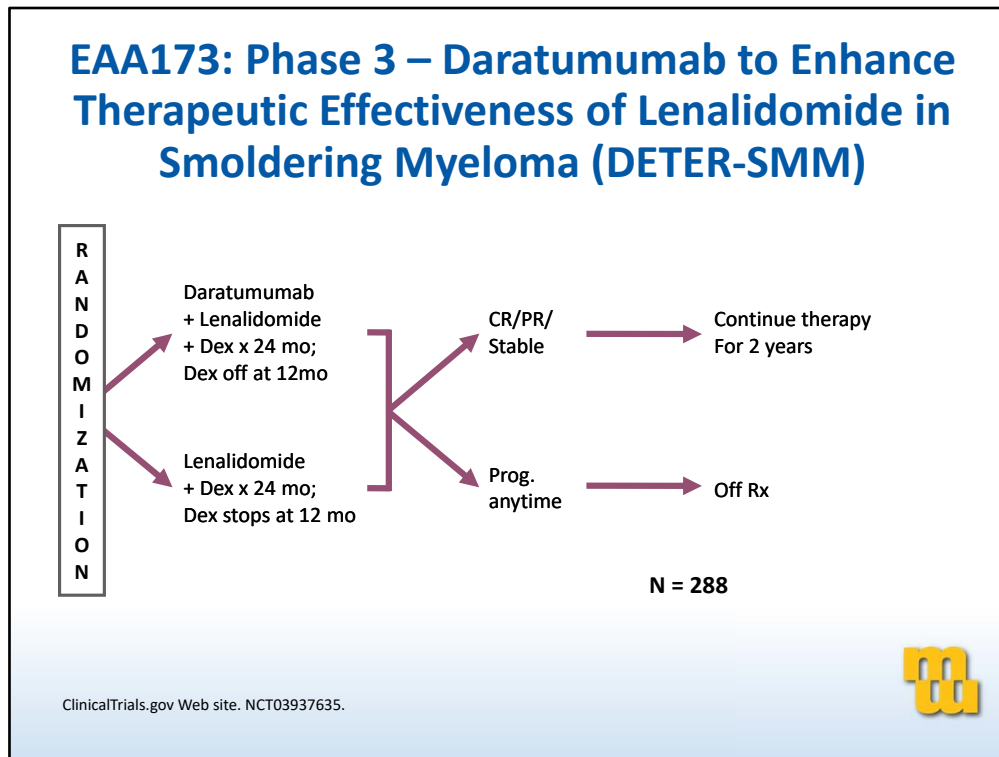 EAA173: Phase 3 – Daratumumab to Enhance
Therapeutic Effectiveness of Lenalidomide in
Smoldering Myeloma (DETER-SMM)
R
A
N
D
O
M
I
Z
A
T
I
O
N
Daratumumab
+ Lenalidomide
+ Dex x 24 mo;
Dex off at 12mo
Lenalidomide
+ Dex x 24 mo;
Dex stops at 12 mo
CR/PR/
Stable
Continue therapy
For 2 years
Prog.
anytime
Off Rx
N = 288
ClinicalTrials.gov Web site. NCT03937635.